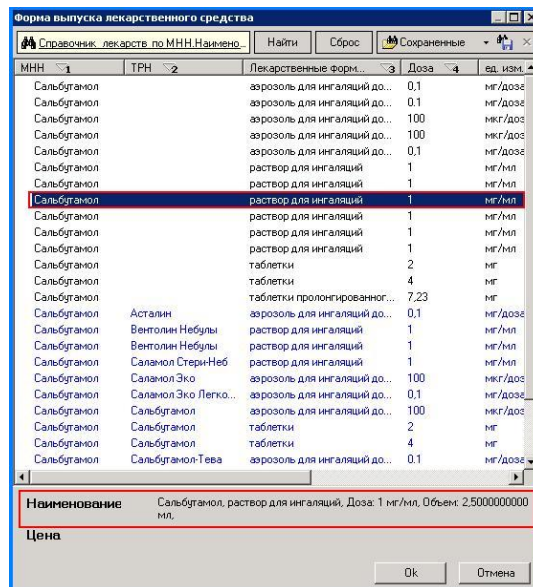 Форма выпуска лекарственного средства
Справочник лекарств по МНН.Наимено... Найти Сброс Сохраненные
МНН 1 ТРН 2 Лекарственные форм... 3 Доза 4 ед. изм.
Сальбутамол аэрозоль для ингаляций до... 0,1 мг/доза
Сальбутамол аэрозоль для ингаляций до... 0.1 мг/доза
Сальбутамол аэрозоль для ингаляций до... 100 мкг/доз
Сальбутамол аэрозоль для ингаляций до... 100 мкг/доз
Сальбутамол аэрозоль для ингаляций до... 0,1 мг/доза
Сальбутамол раствор для ингаляций 1 мг/мл
Сальбутамол раствор для ингаляций 1 мг/мл
Сальбутамол раствор для ингаляций 1 мг/мл
Сальбутамол раствор для ингаляций 1 мг/мл
Сальбутамол раствор для ингаляций 1 мг/мл
Сальбутамол раствор для ингаляций 1 мг/мл
Сальбутамол таблетки 2 мг
Сальбутамол таблетки 4 мг
Сальбутамол таблетки пролонгированног... 7,23 мг
Сальбутамол Асталин аэрозоль для ингаляций до... 0,1 мг/доза
Сальбутамол Вентолин Небулы раствор для ингаляций 1 мг/мл
Сальбутамол Вентолин Небулы раствор для ингаляций 1 мг/мл
Сальбутамол Саламол Стери-Неб раствор для ингаляций 1 мг/мл
Сальбутамол Саламол Эко аэрозоль для ингаляций до... 100 мкг/доз
Сальбутамол Саламол Эко Легко... аэрозоль для ингаляций до... 0,1 мг/доза
Сальбутамол Сальбутамол аэрозоль для ингаляций до... 100 мкг/доз
Сальбутамол Сальбутамол таблетки 2 мг
Сальбутамол Сальбутамол таблетки 4 мг
Сальбутамол Сальбутамол-Тева аэрозоль для ингаляций до... 0.1 мг/доза
Наименование Сальбутамол, раствор для ингаляций, Доза: 1 мг/мл, Объем: 2,5000000000
мл,
Цена
Ok Отмена